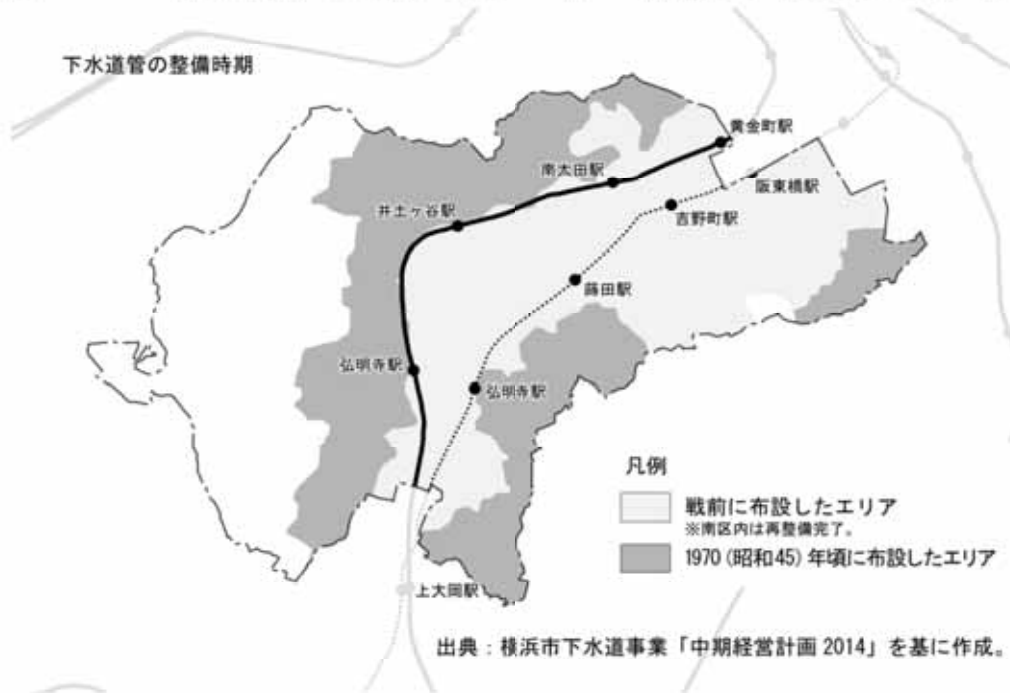 下水道管の整備時期
黄金町駅
南太田駅
阪東橋駅
井土ヶ谷駅
吉野町駅
蒔田駅
弘明寺駅
弘明寺駅
凡例
戦前に布設したエリア
※南区内は再整備完了。
1970(昭和45)年頃に布設したエリア
上大岡駅
出典：横浜市下水道事業「中期経営計画2014」を基に作成。